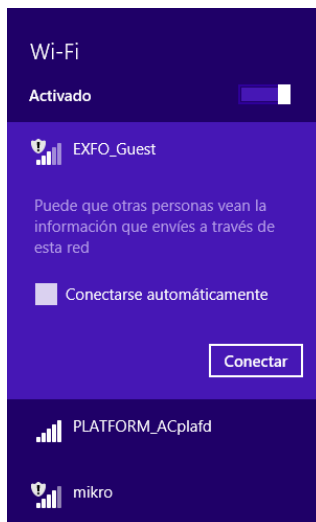 Wi-Fi
Activado
EXFO_Guest
Puede que otras personas vean la
información que envíes a través de
esta red
Conectarse automáticamente
Conectar
PLATFORM_ACplafd
mikro